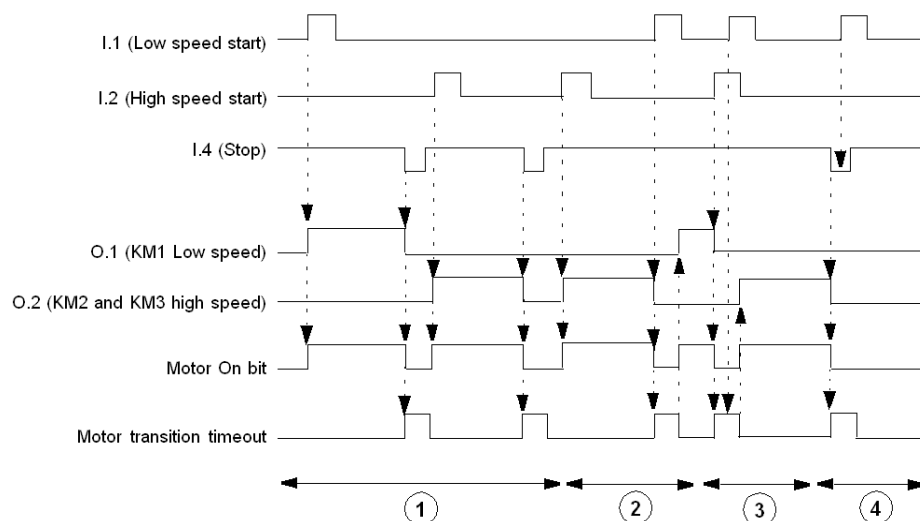 I.1 (Low speed start)
I.2 (High speed start)
I.4 (Stop)
O.1 (KM1 Low speed)
O.2 (KM2 and KM3 high speed)
Motor On bit
Motor transition timeout
1
2
3
4